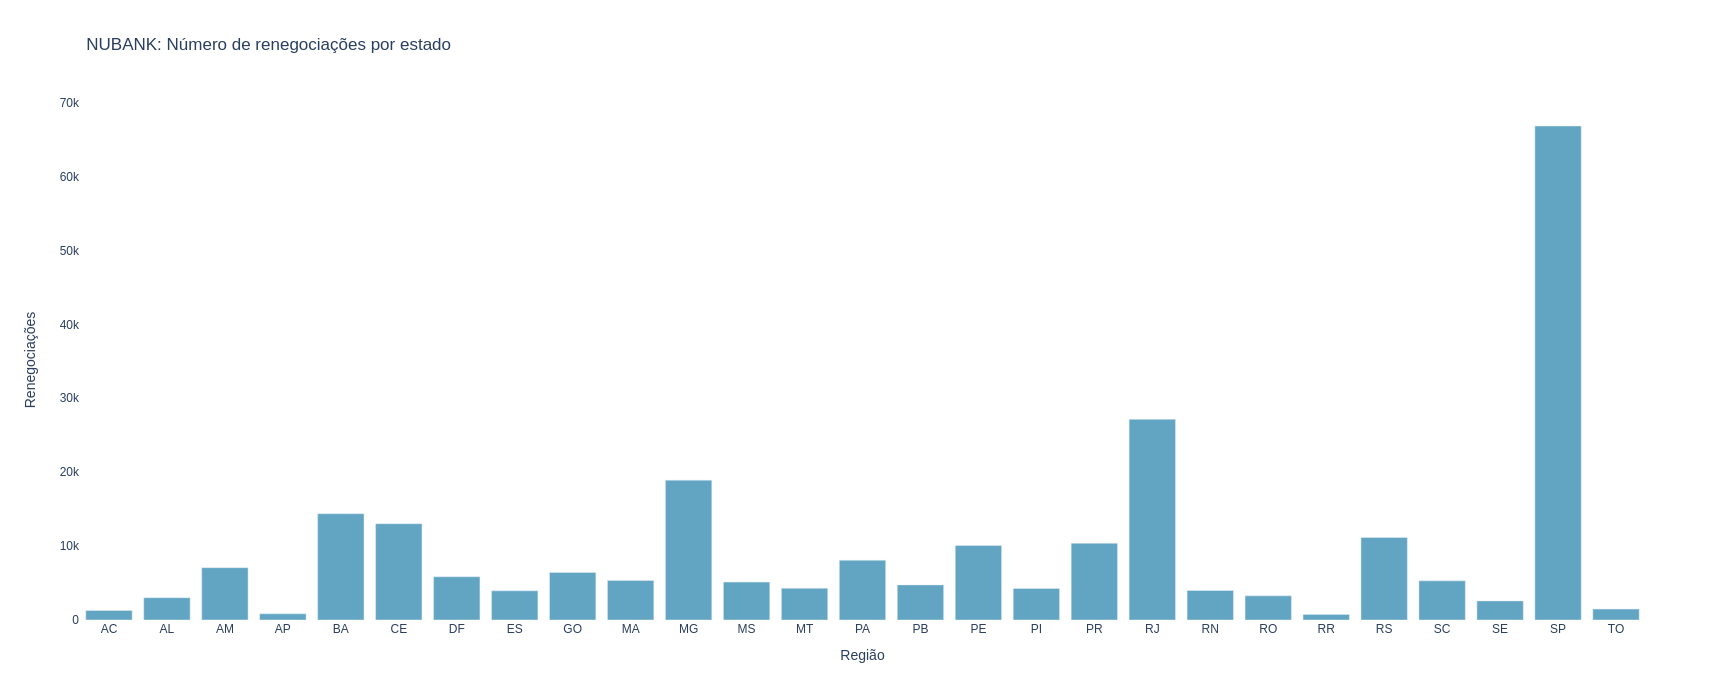 NUBANK: Número de renegociações por estado
70k
60k
50k
40k
30k
20k
10k
0
Renegociações
AC AL AM AP BA CE DF ES GO MA MG MS MT PA PB PE PI PR RJ RN RO RR RS SC SE SP TO
Região